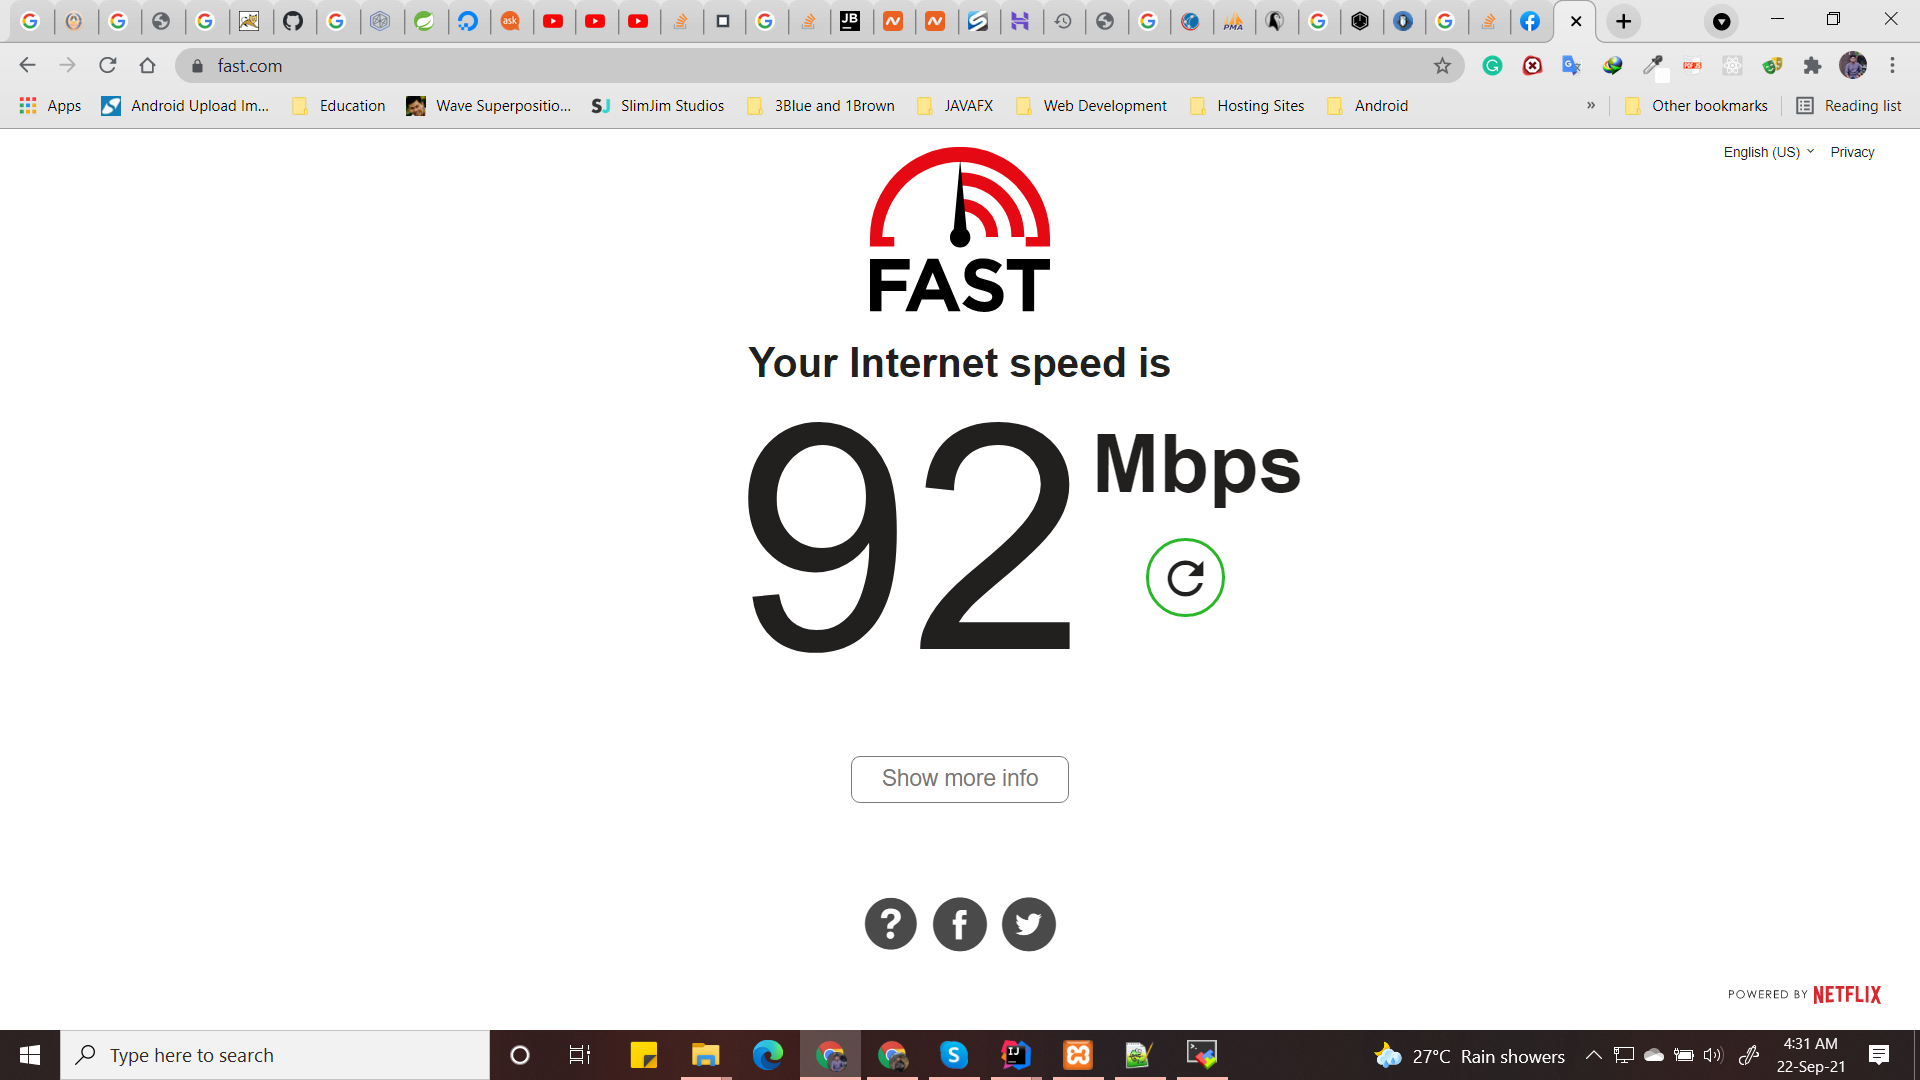 fast.com
Apps
Android Upload Im...
Education
Wave Superpositio...
SJ SlimJim Studios
3Blue and 1Brown
JAVAFX
Web Development
Hosting Sites
Android
»
Other bookmarks
Reading list
English (US)
Privacy
FAST
Your Internet speed is
92 Mbps
Show more info
POWERED BY NETFLIX
Type here to search
27°C Rain showers
4:31 AM
22-Sep-21